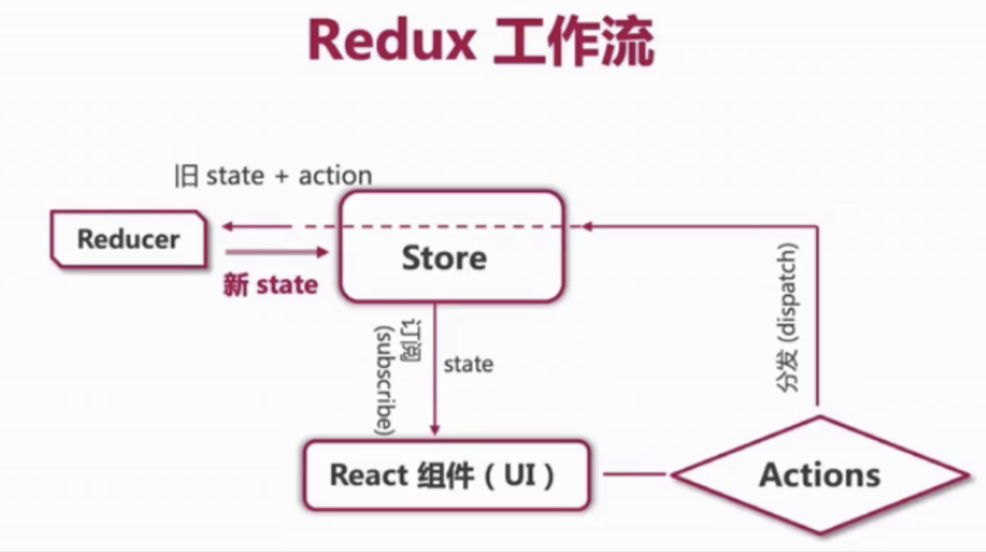 Redux 工作流
旧 state + action
Reducer
新 state
Store
订阅
(subscribe)
state
分发 (dispatch)
React 组件（UI）
Actions